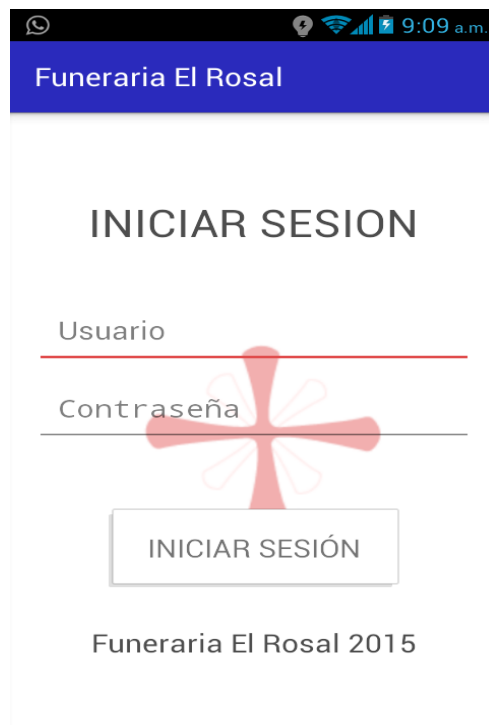 9:09 a.m.
Funeraria El Rosal
INICIAR SESION
Usuario
Contraseña
INICIAR SESIÓN
Funeraria El Rosal 2015